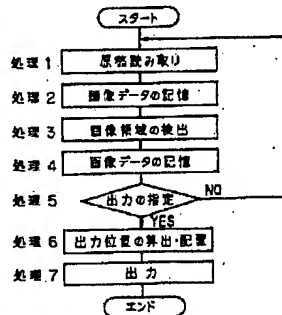 スタート
処理1 原稿読み取り
処理2 画像データの記憶
処理3 画像領域の検出
処理4 画像データの記憶
処理5 出力の指定 NO
YES
処理6 出力位置の算出・配置
処理7 出力
エンド